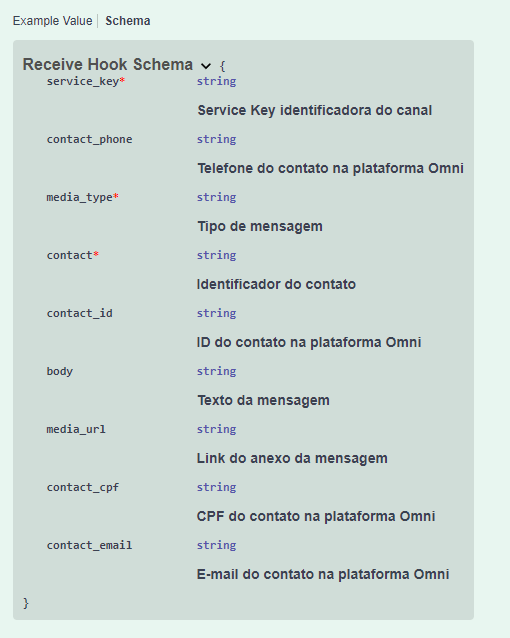 Example Value Schema
Receive Hook Schema {
service_key* string
Service Key identificadora do canal
contact_phone string
Telefone do contato na plataforma Omni
media_type* string
Tipo de mensagem
contact* string
Identificador do contato
contact_id string
ID do contato na plataforma Omni
body string
Texto da mensagem
media_url string
Link do anexo da mensagem
contact_cpf string
CPF do contato na plataforma Omni
contact_email string
E-mail do contato na plataforma Omni
}